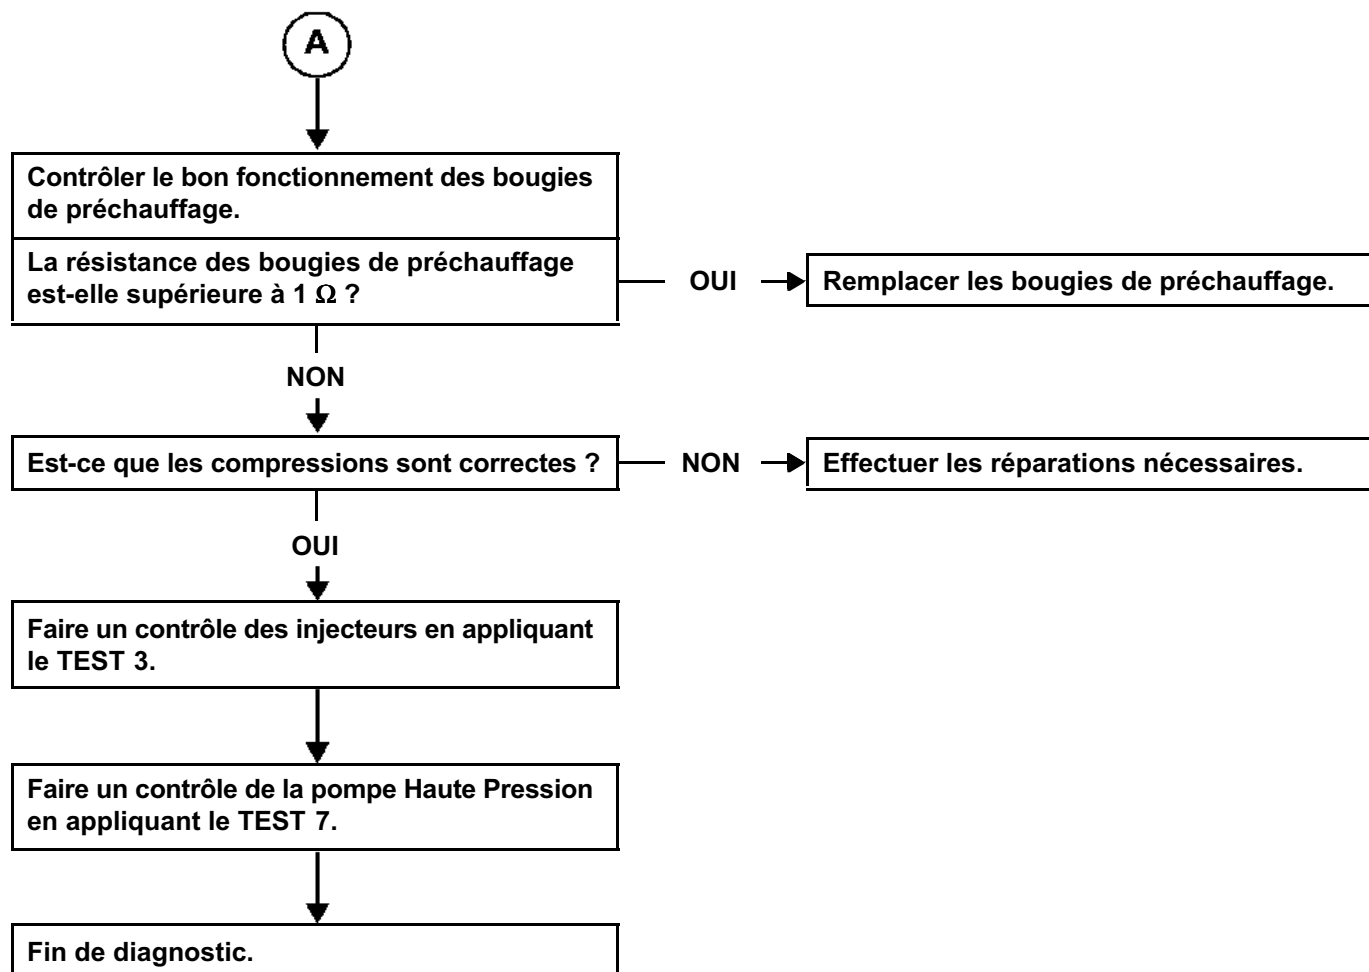 A
Contrôler le bon fonctionnement des bougies
de préchauffage.
La résistance des bougies de préchauffage
est-elle supérieure à 1 Ω ?
OUI
Remplacer les bougies de préchauffage.
NON
Est-ce que les compressions sont correctes ?
NON
Effectuer les réparations nécessaires.
OUI
Faire un contrôle des injecteurs en appliquant
le TEST 3.
Faire un contrôle de la pompe Haute Pression
en appliquant le TEST 7.
Fin de diagnostic.